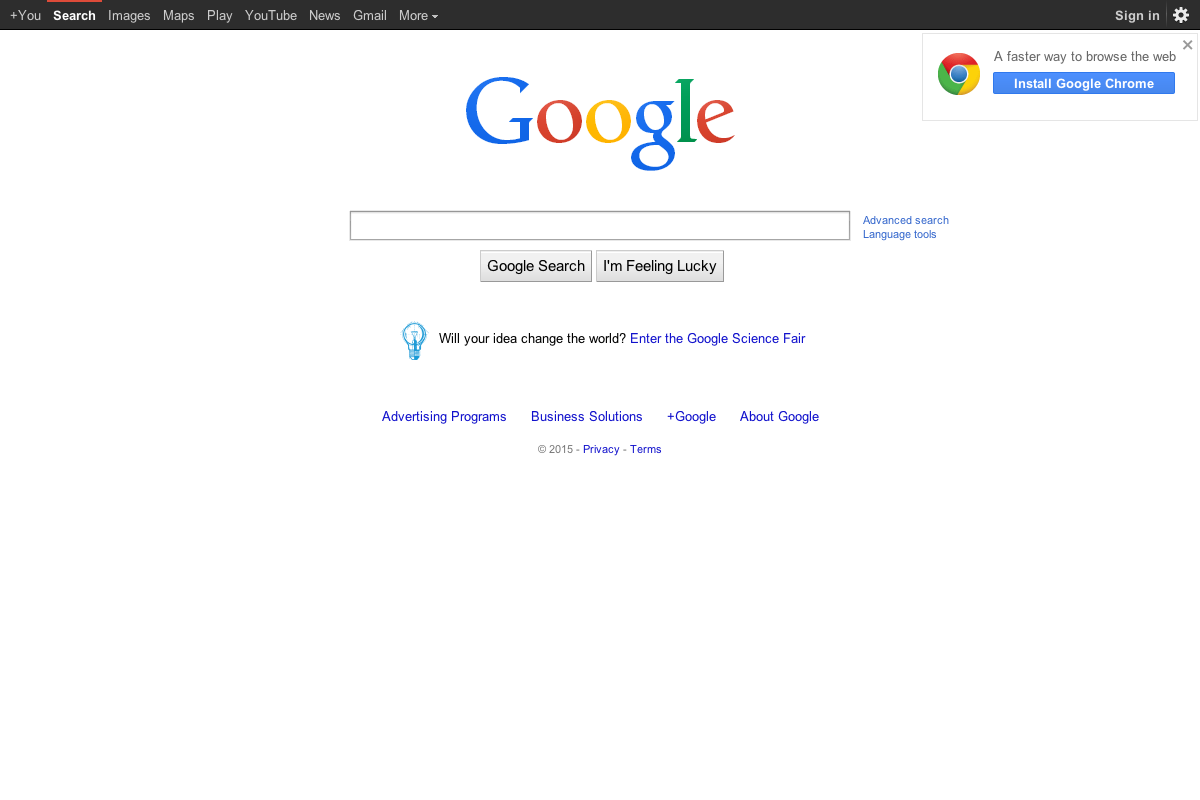 +You Search Images Maps Play YouTube News Gmail More Sign in
A faster way to browse the web
Install Google Chrome
Google
Advanced search
Language tools
Google Search I'm Feeling Lucky
Will your idea change the world? Enter the Google Science Fair
Advertising Programs Business Solutions +Google About Google
© 2015 - Privacy - Terms